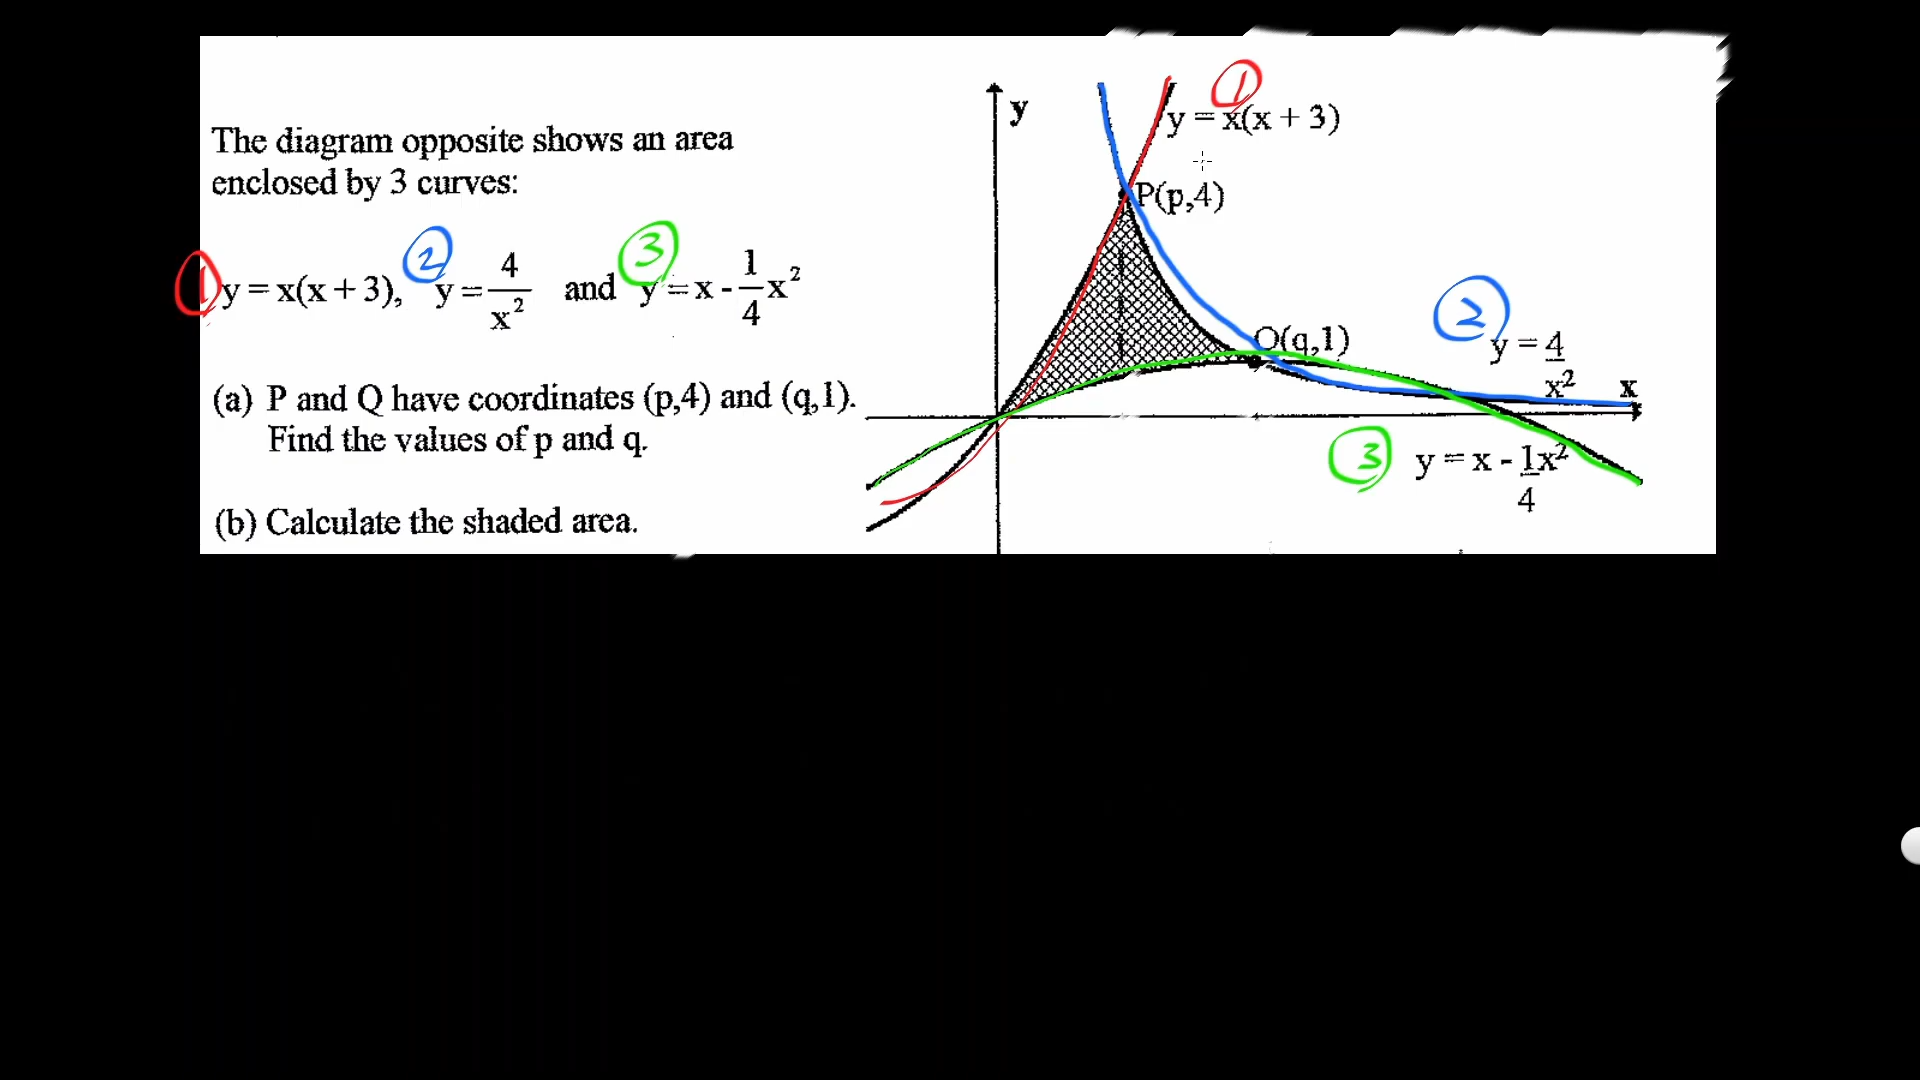 The diagram opposite shows an area
enclosed by 3 curves:
1 y = x(x + 3), 2 y = 4/x² and 3 y = x - 1/4 x²
(a) P and Q have coordinates (p,4) and (q,1).
Find the values of p and q.
(b) Calculate the shaded area.
y
1
y = x(x + 3)
P(p,4)
Q(q,1)
2
y = 4/x²
x
3
y = x - 1x²/4